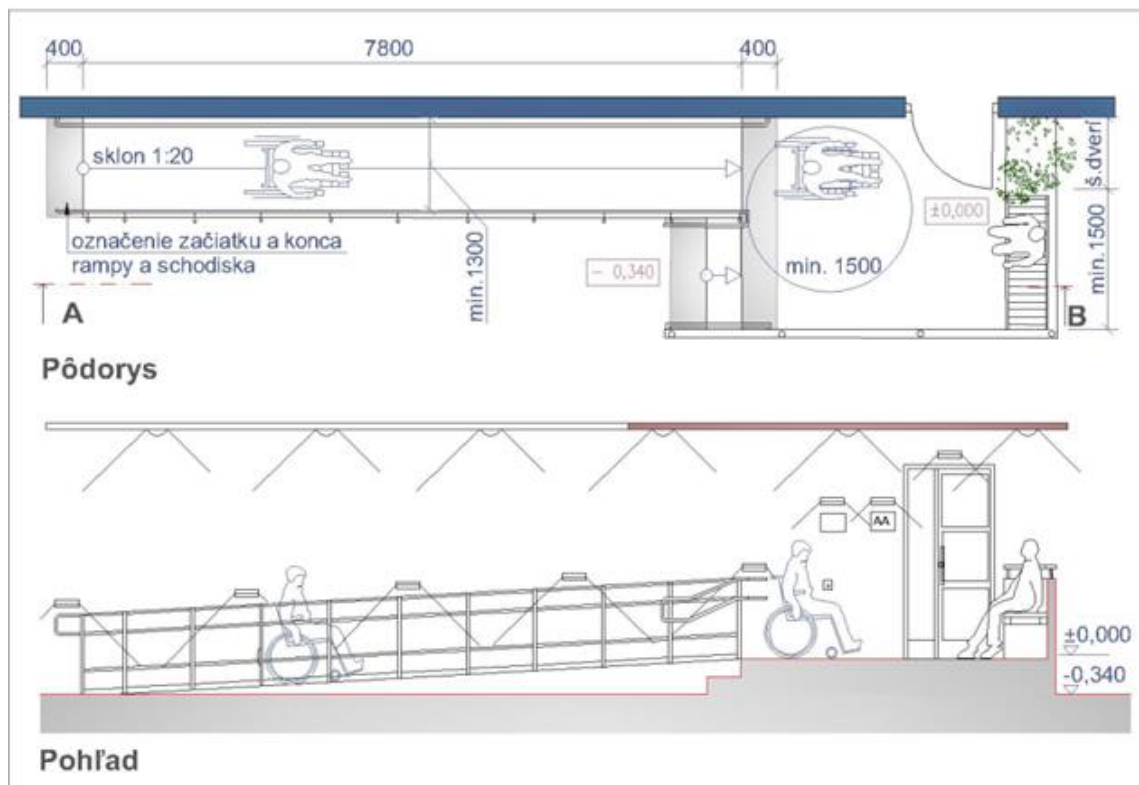 400
7800
400
sklon 1:20
š.dverí
±0,000
označenie začiatku a konca
rampy a schodiska
min. 1300
- 0,340
min. 1500
min. 1500
A
B
Pôdorys
AA
±0,000
-0,340
Pohľad